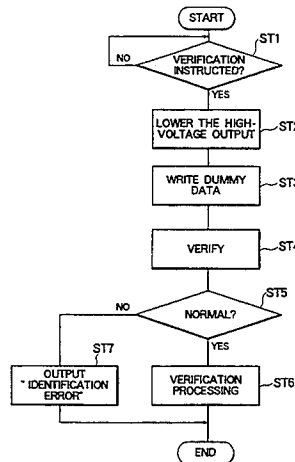 START
ST1
VERIFICATION
INSTRUCTED?
NO
YES
LOWER THE HIGH-
VOLTAGE OUTPUT
ST2
WRITE DUMMY
DATA
ST3
VERIFY
ST4
ST5
NORMAL?
NO
YES
ST7
OUTPUT
" IDENTIFICATION
ERROR"
VERIFICATION
PROCESSING
ST6
END